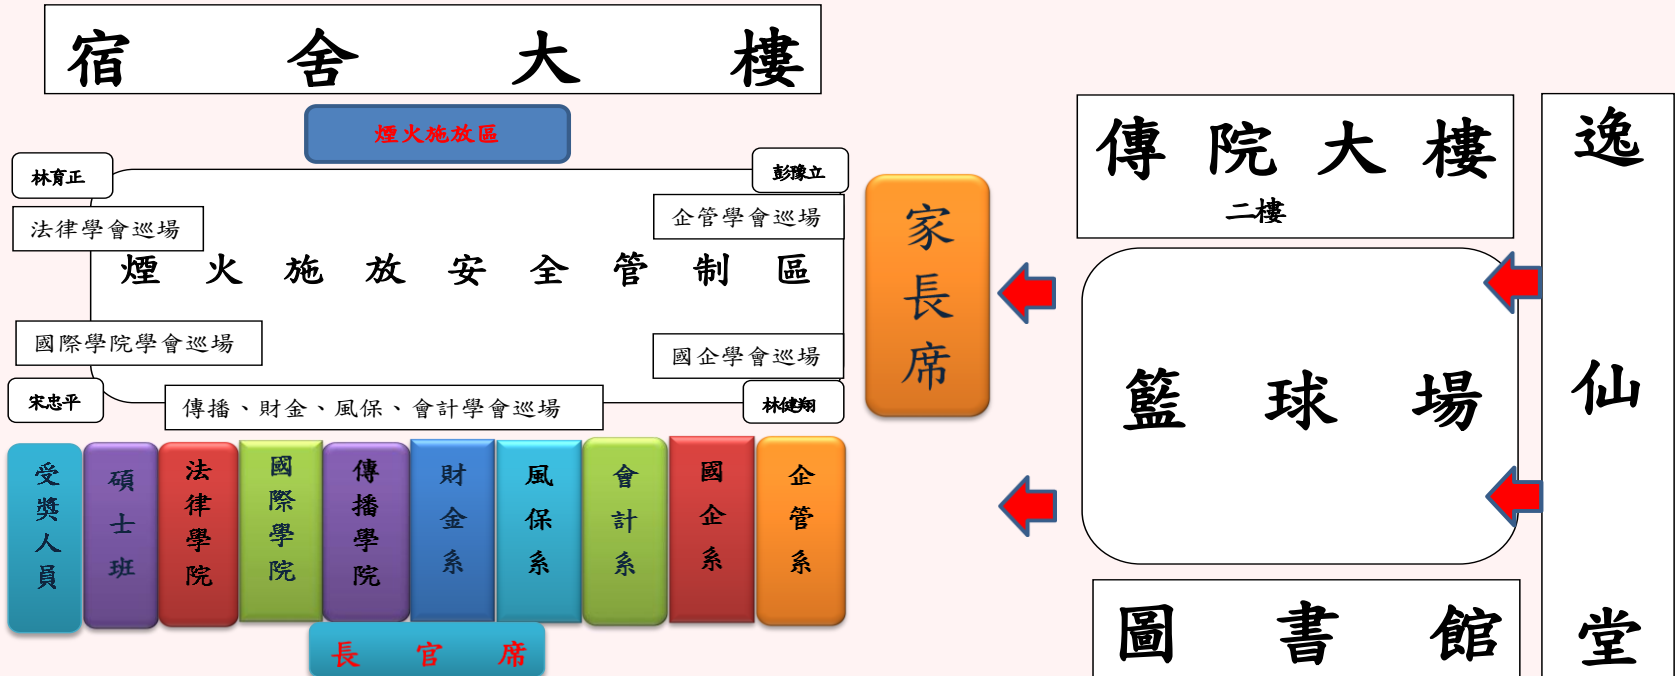 宿舍大樓
煙火施放區
林育正
彭豫立
法律學會巡場
企管學會巡場
煙火施放安全管制區
國際學院學會巡場
國企學會巡場
宋忠平
傳播、財金、風保、會計學會巡場
林健翔
受獎人員
碩士班
法律學院
國際學院
傳播學院
財金系
風保系
會計系
國企系
企管系
長官席
家長席
傳院大樓
二樓
籃球場
圖書館
逸仙堂